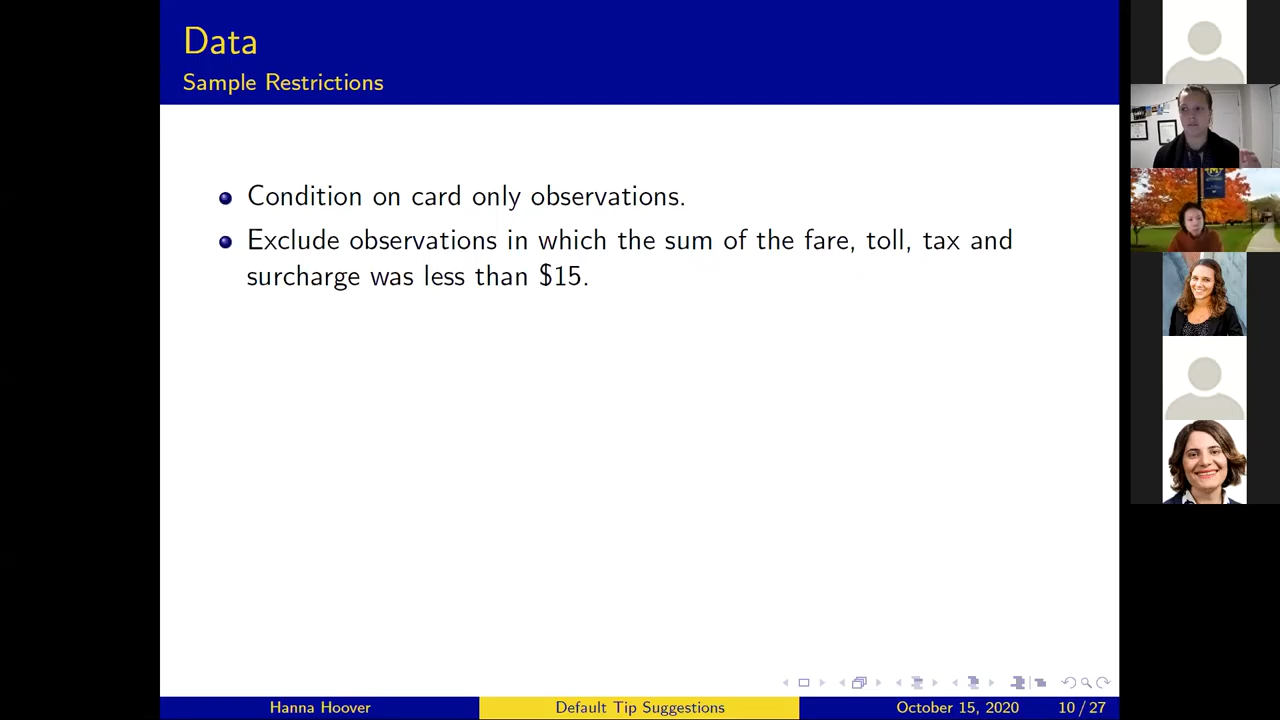 Data
Sample Restrictions
Condition on card only observations.
Exclude observations in which the sum of the fare, toll, tax and
surcharge was less than $15.
Hanna Hoover
Default Tip Suggestions
October 15, 2020
10 / 27